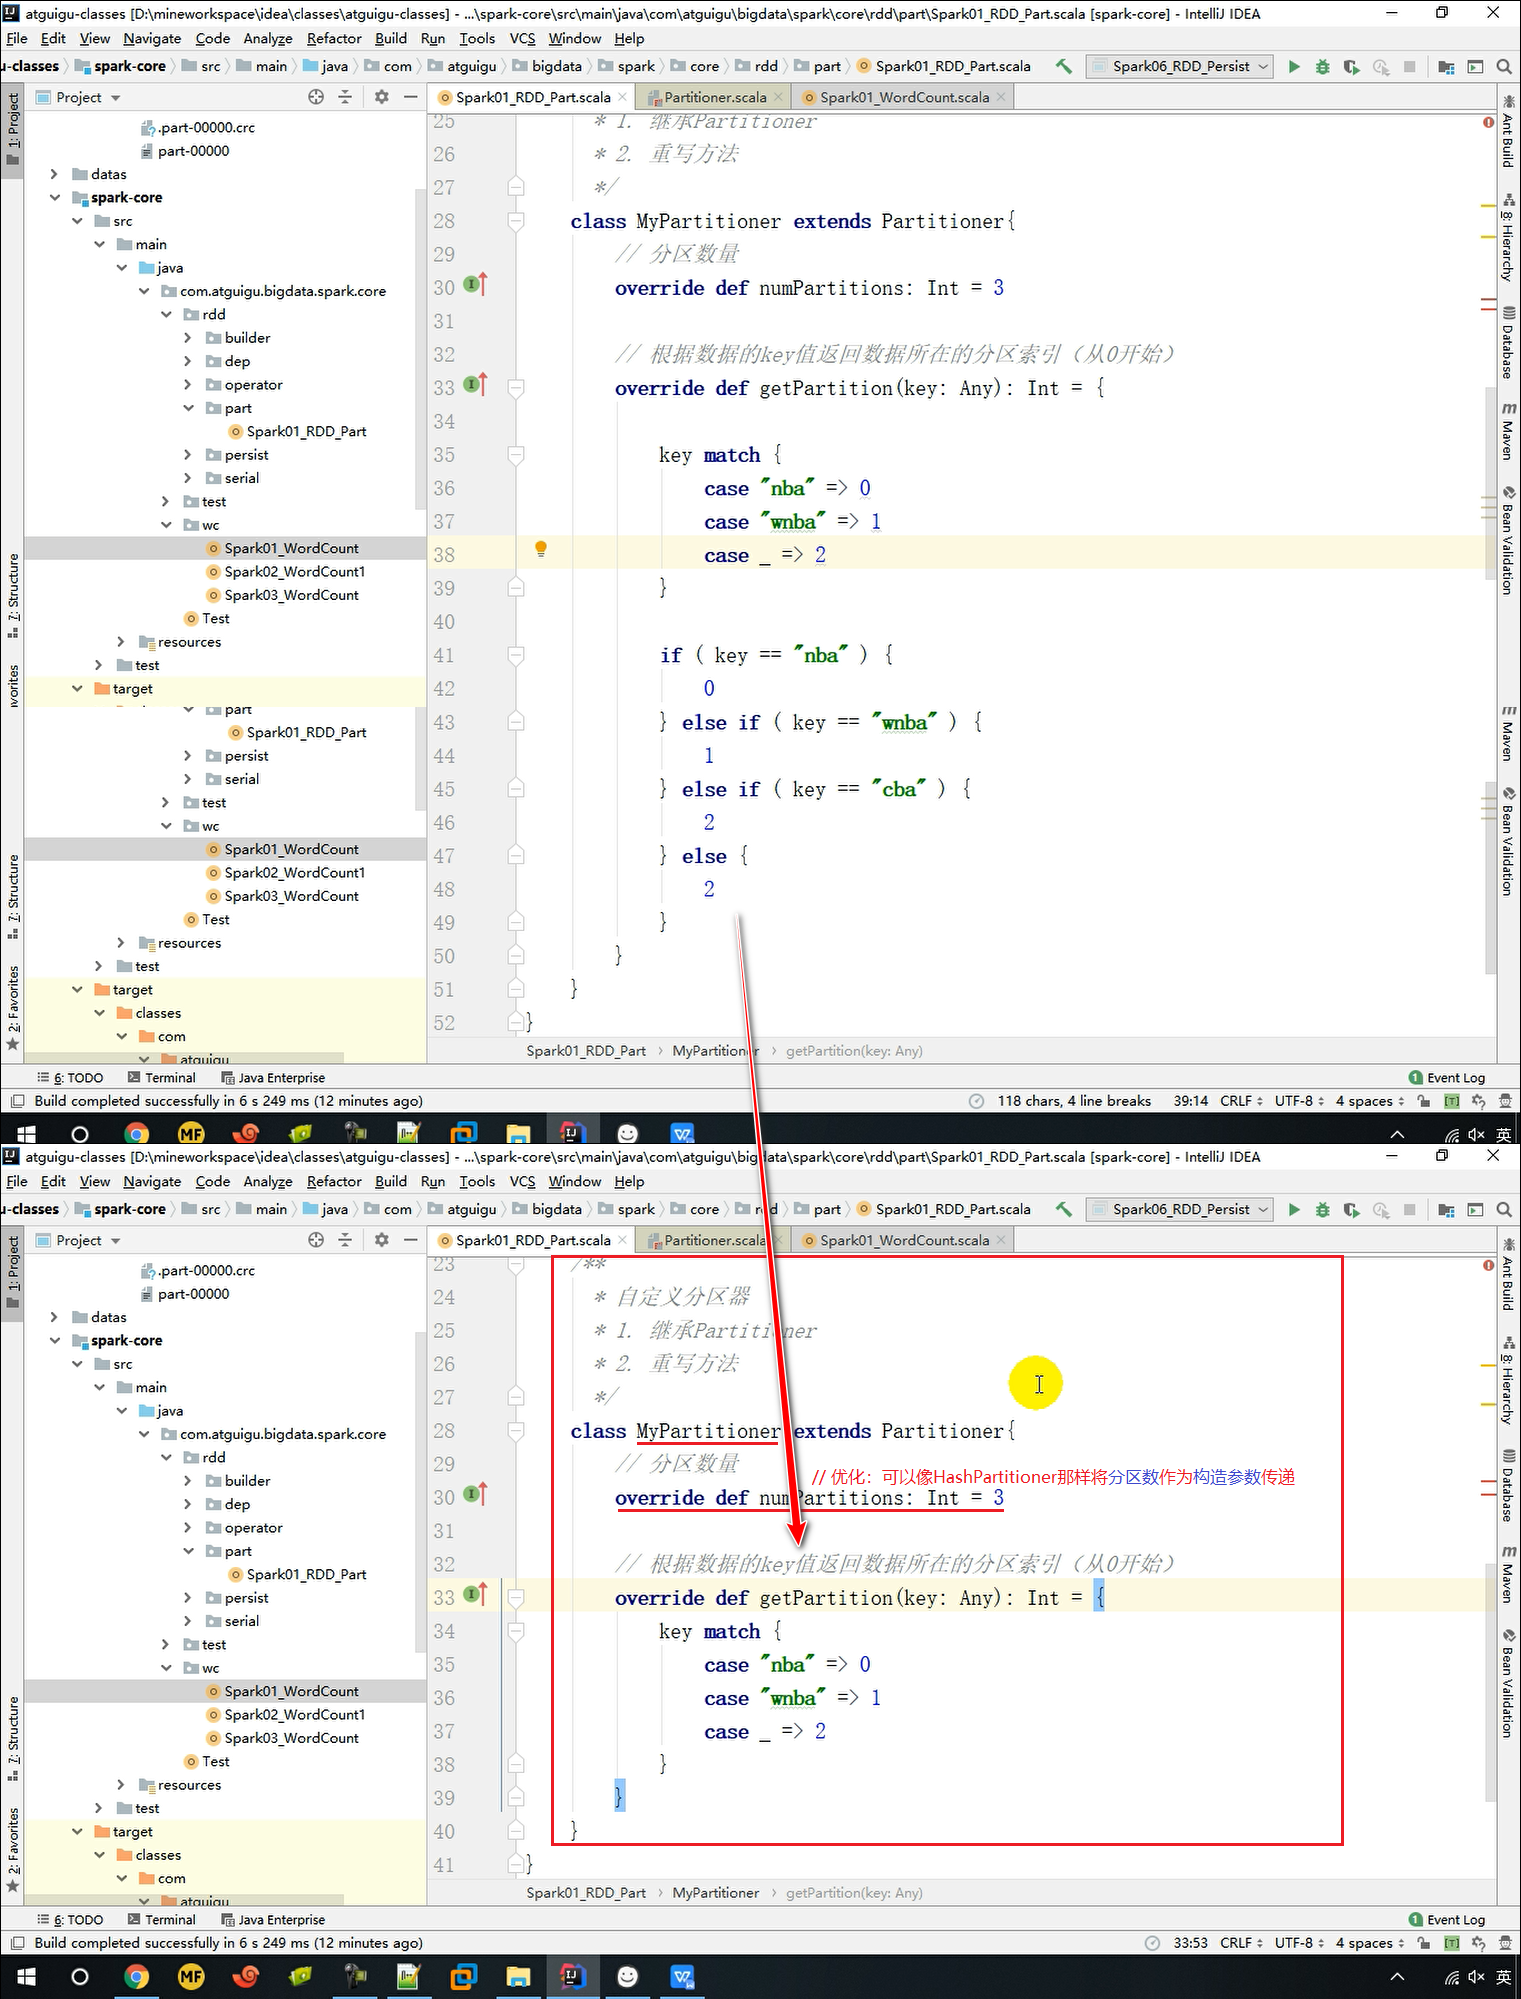 atguigu-classes [D:\mineworkspace\idea\classes\atguigu-classes] - ...\spark-core\src\main\java\com\atguigu\bigdata\spark\core\rdd\part\Spark01_RDD_Part.scala [spark-core] - IntelliJ IDEA
File Edit View Navigate Code Analyze Refactor Build Run Tools VCS Window Help
u-classes spark-core src main java com atguigu bigdata spark core rdd part Spark01_RDD_Part.scala Spark06_RDD_Persist
Project Spark01_RDD_Part.scala Partitioner.scala Spark01_WordCount.scala
1: Project
7: Structure
avorites
7: Structure
2: Favorites
.part-00000.crc
part-00000
datas
spark-core
src
main
java
com.atguigu.bigdata.spark.core
rdd
builder
dep
operator
part
Spark01_RDD_Part
persist
serial
test
wc
Spark01_WordCount
Spark02_WordCount1
Spark03_WordCount
Test
resources
test
target
part
Spark01_RDD_Part
persist
serial
test
wc
Spark01_WordCount
Spark02_WordCount1
Spark03_WordCount
Test
resources
test
target
classes
com
atguigu
25 * 1. 继承Partitioner
26 * 2. 重写方法
27 */
28 class MyPartitioner extends Partitioner{
29 // 分区数量
30 override def numPartitions: Int = 3
31
32 // 根据数据的key值返回数据所在的分区索引（从0开始）
33 override def getPartition(key: Any): Int = {
34
35 key match {
36 case "nba" => 0
37 case "wnba" => 1
38 case _ => 2
39 }
40
41 if ( key == "nba" ) {
42 0
43 } else if ( key == "wnba" ) {
44 1
45 } else if ( key == "cba" ) {
46 2
47 } else {
48 2
49 }
50 }
51 }
52 }
Spark01_RDD_Part MyPartitioner getPartition(key: Any)
Ant Build
8: Hierarchy
Database
Maven
Bean Validation
Maven
Bean Validation
6: TODO Terminal Java Enterprise 1 Event Log
Build completed successfully in 6 s 249 ms (12 minutes ago) 118 chars, 4 line breaks 39:14 CRLF UTF-8 4 spaces
英
atguigu-classes [D:\mineworkspace\idea\classes\atguigu-classes] - ...\spark-core\src\main\java\com\atguigu\bigdata\spark\core\rdd\part\Spark01_RDD_Part.scala [spark-core] - IntelliJ IDEA
File Edit View Navigate Code Analyze Refactor Build Run Tools VCS Window Help
u-classes spark-core src main java com atguigu bigdata spark core rdd part Spark01_RDD_Part.scala Spark06_RDD_Persist
Project Spark01_RDD_Part.scala Partitioner.scala Spark01_WordCount.scala
1: Project
7: Structure
2: Favorites
.part-00000.crc
part-00000
datas
spark-core
src
main
java
com.atguigu.bigdata.spark.core
rdd
builder
dep
operator
part
Spark01_RDD_Part
persist
serial
test
wc
Spark01_WordCount
Spark02_WordCount1
Spark03_WordCount
Test
resources
test
target
classes
com
atguigu
23 /**
24 * 自定义分区器
25 * 1. 继承Partitioner
26 * 2. 重写方法
27 */
28 class MyPartitioner extends Partitioner{
29 // 分区数量
// 优化：可以像HashPartitioner那样将分区数作为构造参数传递
30 override def numPartitions: Int = 3
31
32 // 根据数据的key值返回数据所在的分区索引（从0开始）
33 override def getPartition(key: Any): Int = {
34 key match {
35 case "nba" => 0
36 case "wnba" => 1
37 case _ => 2
38 }
39 }
40 }
41 }
Spark01_RDD_Part MyPartitioner getPartition(key: Any)
Ant Build
8: Hierarchy
Database
Maven
Bean Validation
6: TODO Terminal Java Enterprise 1 Event Log
Build completed successfully in 6 s 249 ms (12 minutes ago) 33:53 CRLF UTF-8 4 spaces
英